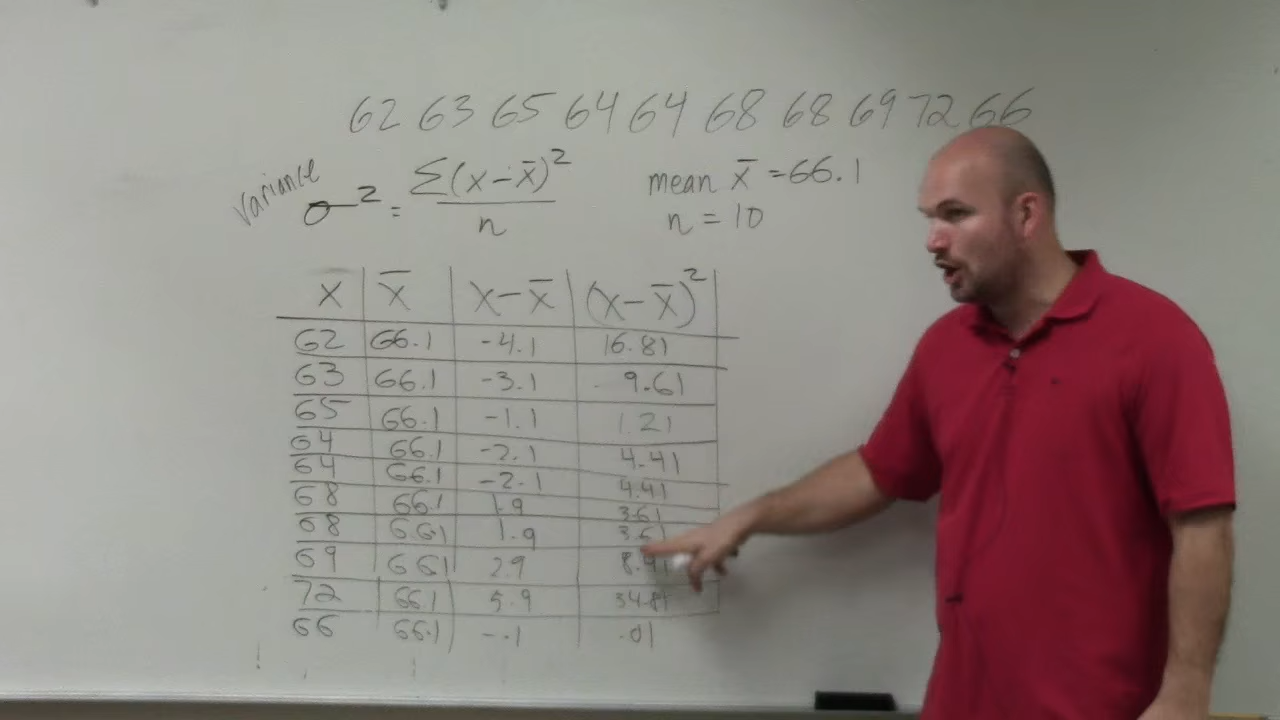 62 63 65 64 64 68 68 69 72 66
variance σ² = Σ(x-x̄)² / n
mean x̄ = 66.1
n = 10
x | x̄ | x-x̄ | (x-x̄)²
62 | 66.1 | -4.1 | 16.81
63 | 66.1 | -3.1 | 9.61
65 | 66.1 | -1.1 | 1.21
64 | 66.1 | -2.1 | 4.41
64 | 66.1 | -2.1 | 4.41
68 | 66.1 | 1.9 | 3.61
68 | 66.1 | 1.9 | 3.61
69 | 66.1 | 2.9 | 8.41
72 | 66.1 | 5.9 | 34.81
66 | 66.1 | -.1 | .01